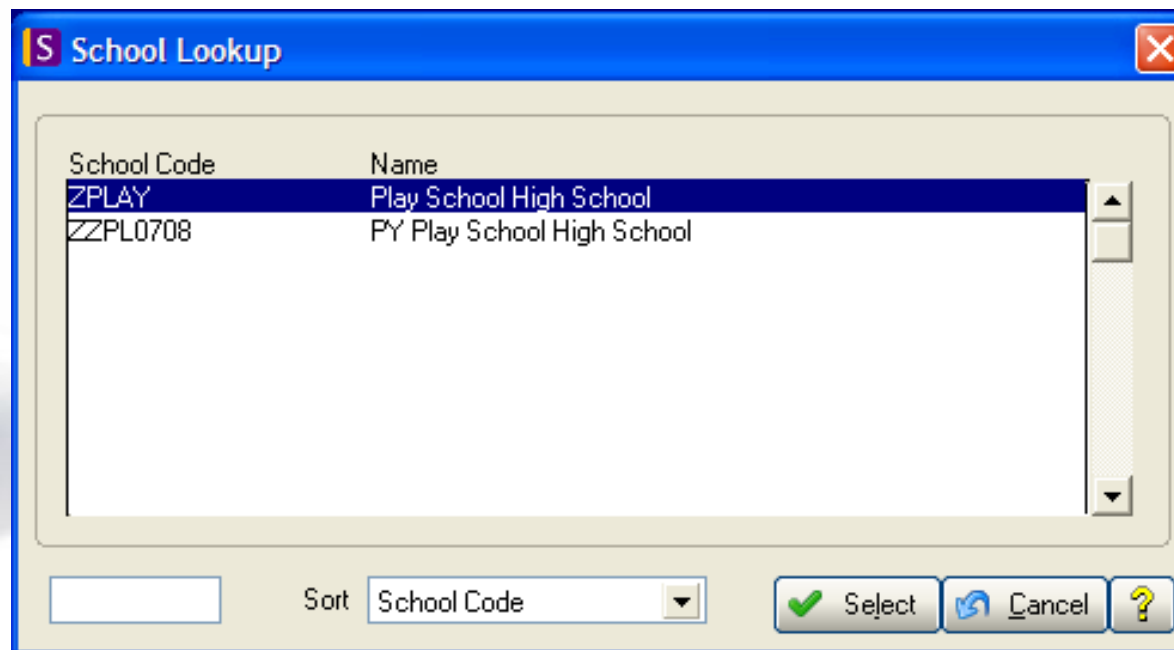 S School Lookup
School Code Name
ZPLAY Play School High School
ZZPL0708 PY Play School High School
Sort School Code Select Cancel ?